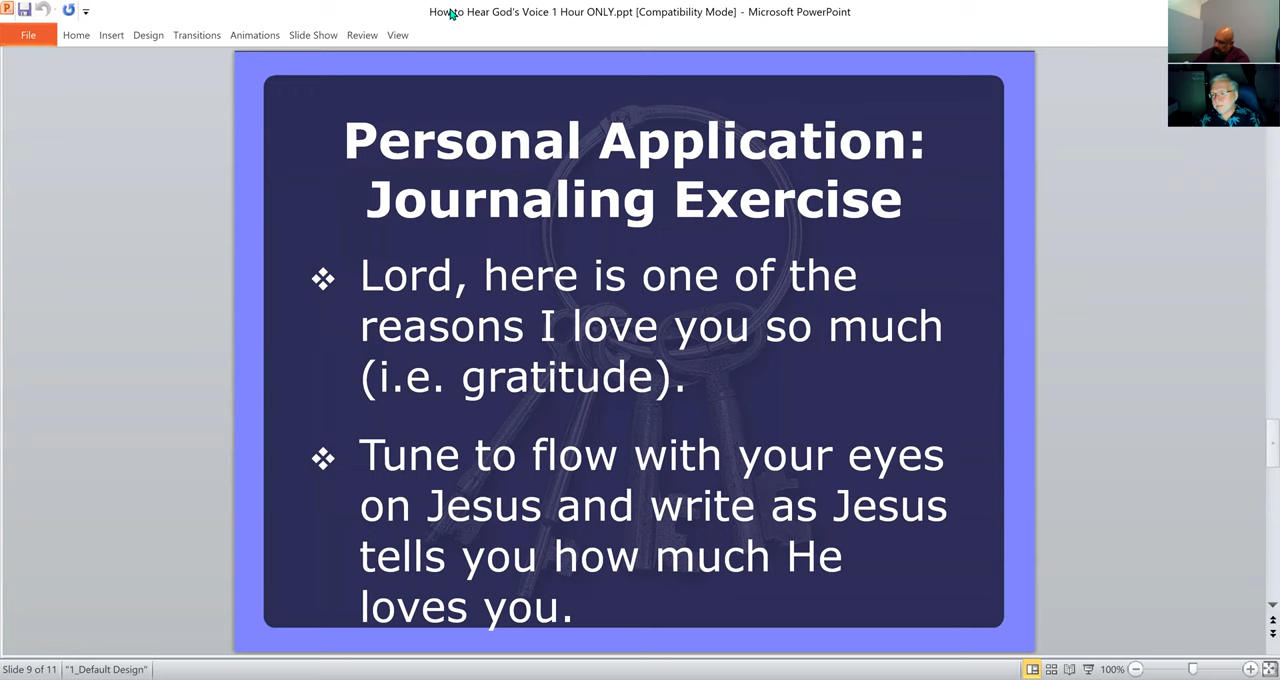 How to Hear God's Voice 1 Hour ONLY.ppt [Compatibility Mode] - Microsoft PowerPoint
File Home Insert Design Transitions Animations Slide Show Review View
Personal Application:
Journaling Exercise
❖ Lord, here is one of the
reasons I love you so much
(i.e. gratitude).
❖ Tune to flow with your eyes
on Jesus and write as Jesus
tells you how much He
loves you.
Slide 9 of 11 "1_Default Design" 100%